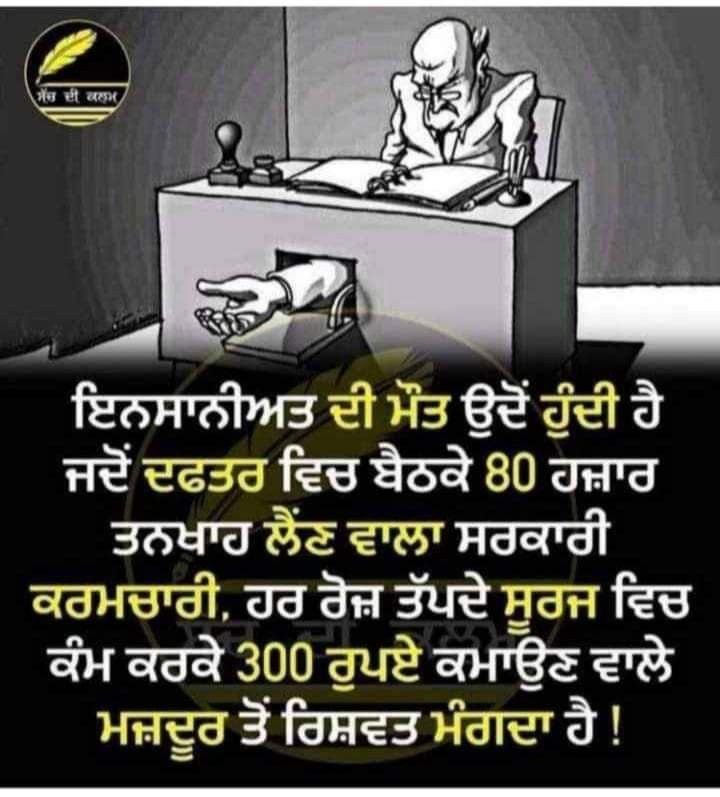 ਸੱਚ ਦੀ ਕਲਮ
ਇਨਸਾਨੀਅਤ ਦੀ ਮੌਤ ਉਦੋਂ ਹੁੰਦੀ ਹੈ
ਜਦੋਂ ਦਫਤਰ ਵਿਚ ਬੈਠਕੇ 80 ਹਜ਼ਾਰ
ਤਨਖਾਹ ਲੈਂਣ ਵਾਲਾ ਸਰਕਾਰੀ
ਕਰਮਚਾਰੀ, ਹਰ ਰੋਜ਼ ਤੱਪਦੇ ਸੂਰਜ ਵਿਚ
ਕੰਮ ਕਰਕੇ 300 ਰੁਪਏ ਕਮਾਉਣ ਵਾਲੇ
ਮਜ਼ਦੂਰ ਤੋਂ ਰਿਸ਼ਵਤ ਮੰਗਦਾ ਹੈ !